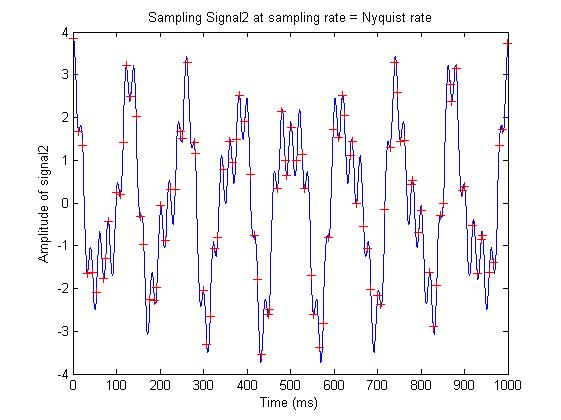 Sampling Signal2 at sampling rate = Nyquist rate
4
3
2
1
0
-1
-2
-3
-4
Amplitude of signal2
0 100 200 300 400 500 600 700 800 900 1000
Time (ms)